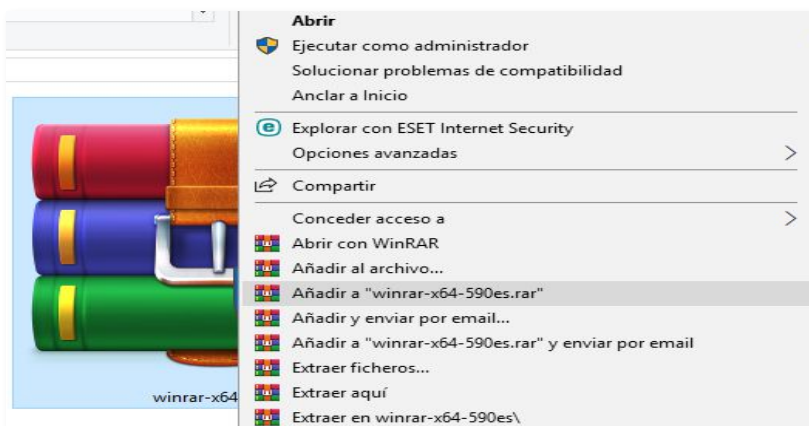 Abrir
Ejecutar como administrador
Solucionar problemas de compatibilidad
Anclar a Inicio
Explorar con ESET Internet Security
Opciones avanzadas
Compartir
Conceder acceso a
Abrir con WinRAR
Añadir al archivo...
Añadir a "winrar-x64-590es.rar"
Añadir y enviar por email...
Añadir a "winrar-x64-590es.rar" y enviar por email
Extraer ficheros...
winrar-x64
Extraer aquí
Extraer en winrar-x64-590es\